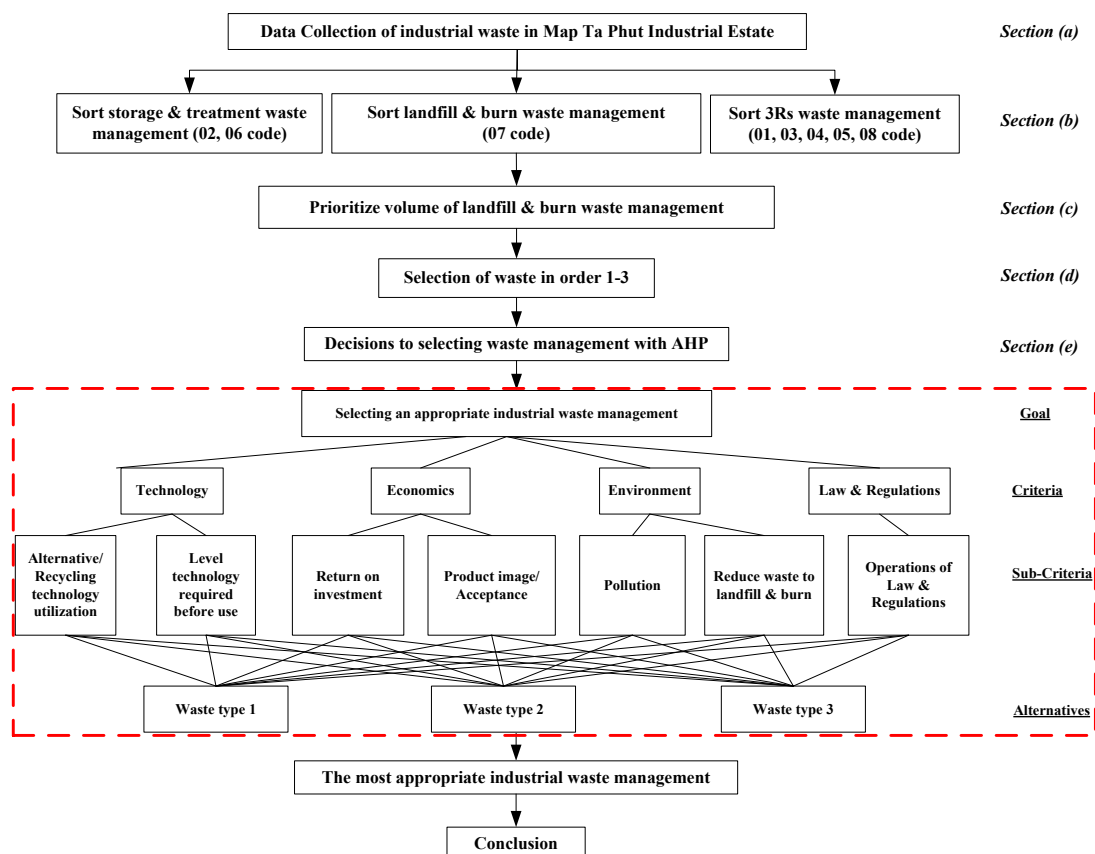 Data Collection of industrial waste in Map Ta Phut Industrial Estate
Section (a)
Sort storage & treatment waste
management (02, 06 code)
Sort landfill & burn waste management
(07 code)
Sort 3Rs waste management
(01, 03, 04, 05, 08 code)
Section (b)
Prioritize volume of landfill & burn waste management
Section (c)
Selection of waste in order 1-3
Section (d)
Decisions to selecting waste management with AHP
Section (e)
Selecting an appropriate industrial waste management
Goal
Technology
Economics
Environment
Law & Regulations
Criteria
Alternative/
Recycling
technology
utilization
Level
technology
required
before use
Return on
investment
Product image/
Acceptance
Pollution
Reduce waste to
landfill & burn
Operations of
Law &
Regulations
Sub-Criteria
Waste type 1
Waste type 2
Waste type 3
Alternatives
The most appropriate industrial waste management
Conclusion